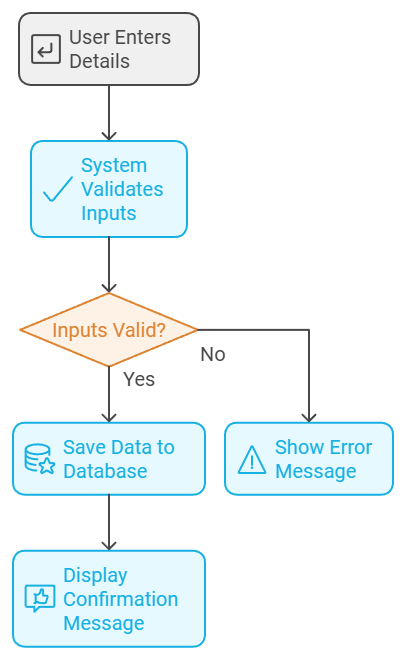 User Enters
Details
System
Validates
Inputs
Inputs Valid?
No
Yes
Save Data to
Database
Show Error
Message
Display
Confirmation
Message